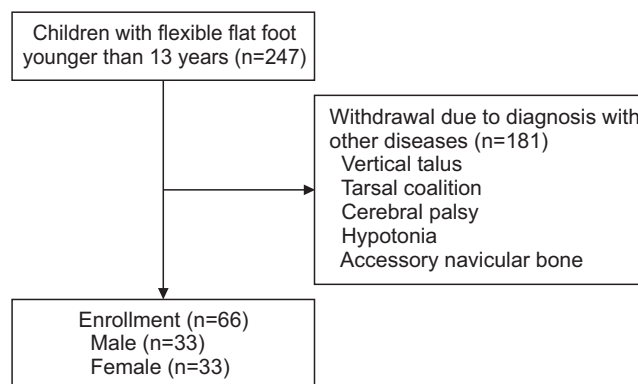 Children with flexible flat foot
younger than 13 years (n=247)
Withdrawal due to diagnosis with
other diseases (n=181)
Vertical talus
Tarsal coalition
Cerebral palsy
Hypotonia
Accessory navicular bone
Enrollment (n=66)
Male (n=33)
Female (n=33)